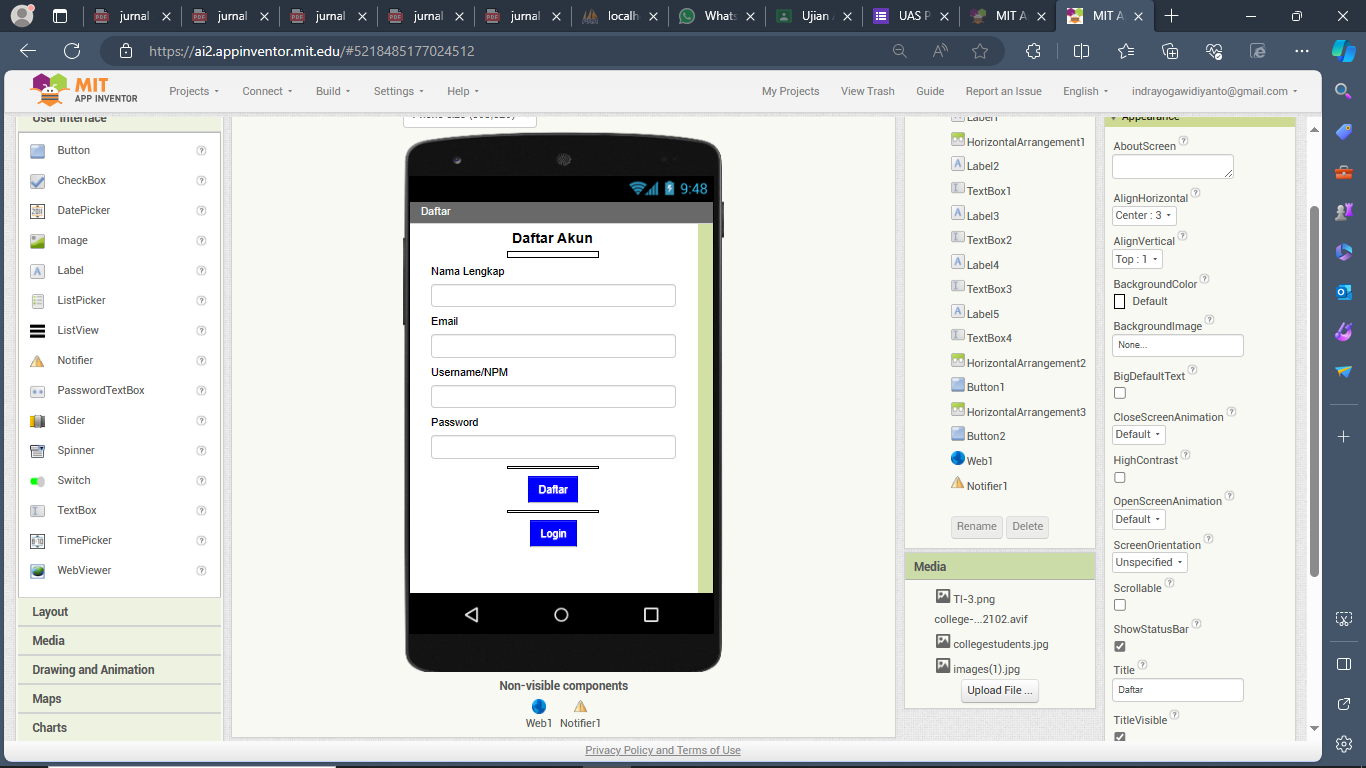 jurnal
jurnal
jurnal
jurnal
jurnal
localh
Whats
Ujian
UAS P
MIT A
MIT A
https://ai2.appinventor.mit.edu/#5218485177024512
MIT
APP INVENTOR
Projects
Connect
Build
Settings
Help
My Projects
View Trash
Guide
Report an Issue
English
indrayogawidiyanto@gmail.com
User Interface
Button
CheckBox
DatePicker
Image
Label
ListPicker
ListView
Notifier
PasswordTextBox
Slider
Spinner
Switch
TextBox
TimePicker
WebViewer
Layout
Media
Drawing and Animation
Maps
Charts
9:48
Daftar
Daftar Akun
Nama Lengkap
Email
Username/NPM
Password
Daftar
Login
Non-visible components
Web1
Notifier1
Label1
HorizontalArrangement1
Label2
TextBox1
Label3
TextBox2
Label4
TextBox3
Label5
TextBox4
HorizontalArrangement2
Button1
HorizontalArrangement3
Button2
Web1
Notifier1
Rename
Delete
Media
TI-3.png
college-...2102.avif
collegestudents.jpg
images(1).jpg
Upload File ...
Appearance
AboutScreen
AlignHorizontal
Center : 3
AlignVertical
Top : 1
BackgroundColor
Default
BackgroundImage
None...
BigDefaultText
CloseScreenAnimation
Default
HighContrast
OpenScreenAnimation
Default
ScreenOrientation
Unspecified
Scrollable
ShowStatusBar
Title
Daftar
TitleVisible
Privacy Policy and Terms of Use